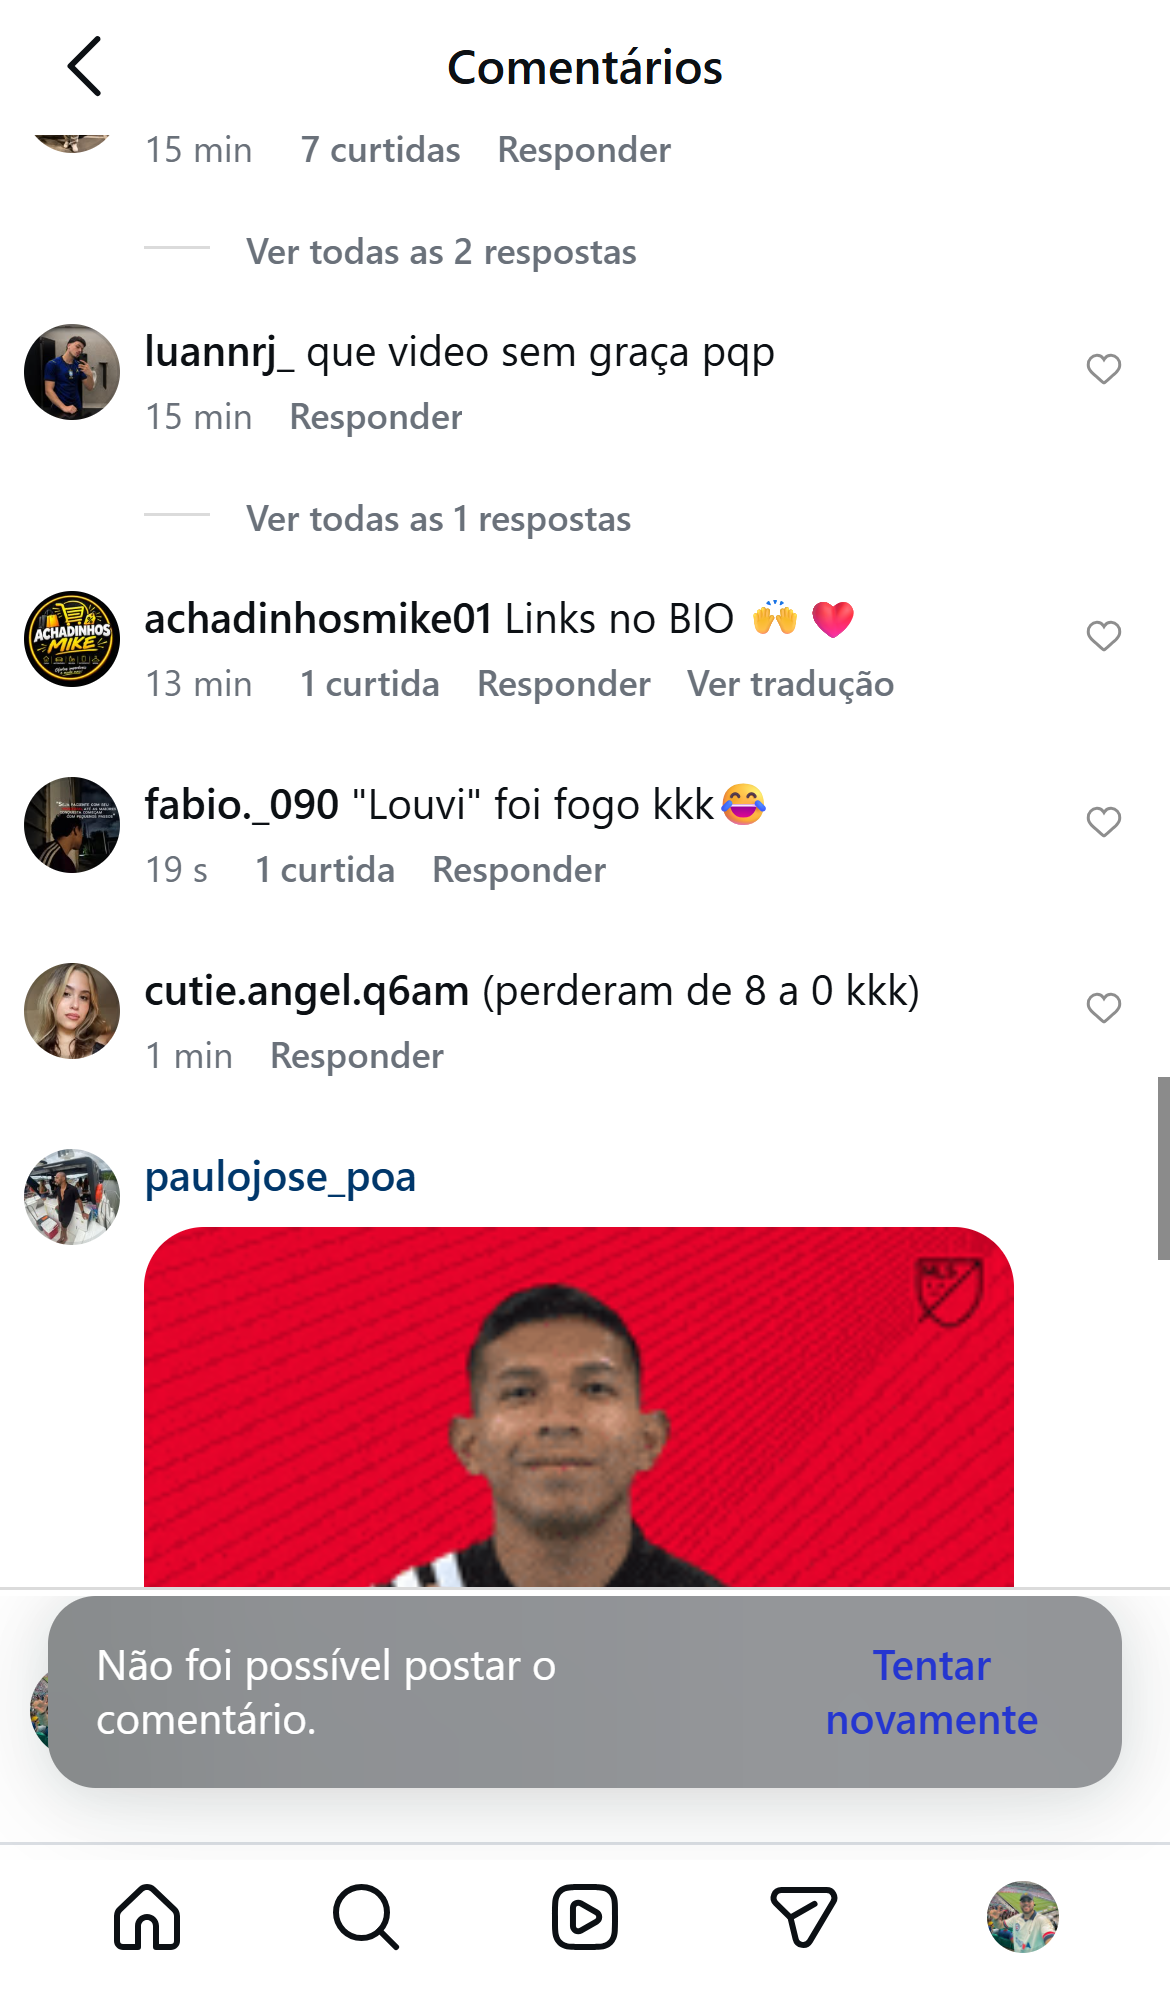 Comentários
15 min 7 curtidas Responder
Ver todas as 2 respostas
luannrj_ que video sem graça pqp
15 min Responder
Ver todas as 1 respostas
ACHADINHOS
MIKE
achadinhosmike01 Links no BIO 🙌 ❤️
13 min 1 curtida Responder Ver tradução
fabio._090 "Louvi" foi fogo kkk😂
19 s 1 curtida Responder
cutie.angel.q6am (perderam de 8 a 0 kkk)
1 min Responder
paulojose_poa
MLS
Não foi possível postar o
comentário.
Tentar
novamente